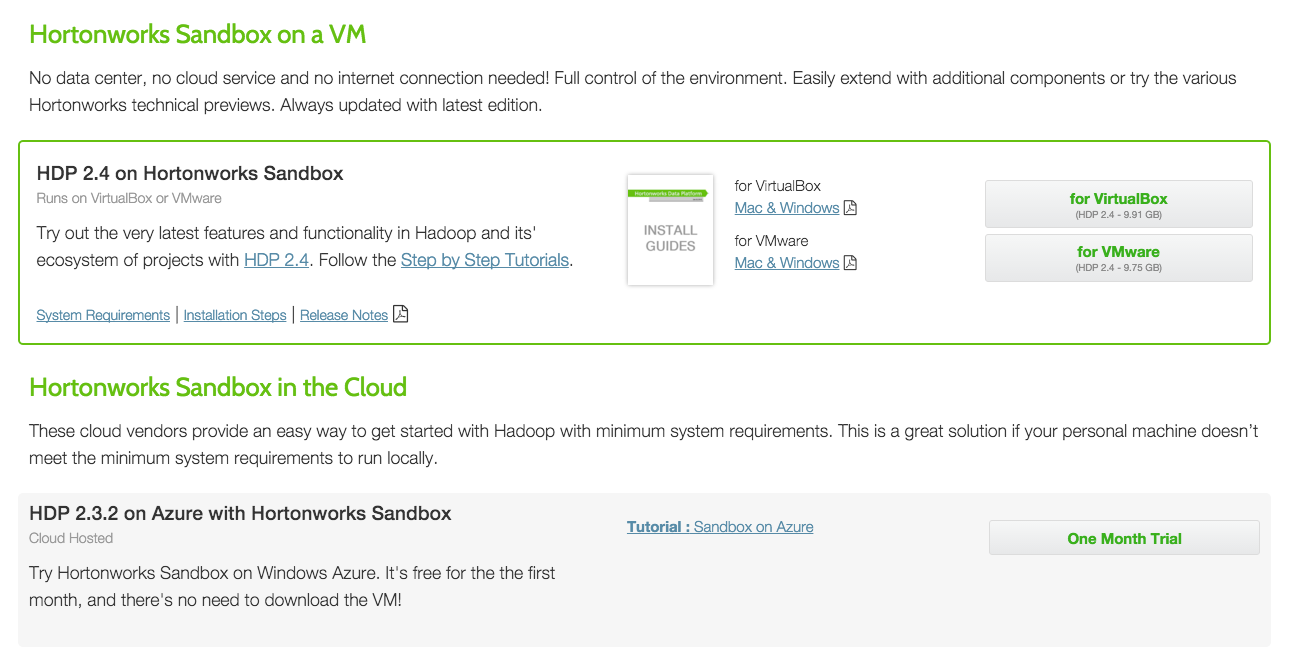 Hortonworks Sandbox on a VM
No data center, no cloud service and no internet connection needed! Full control of the environment. Easily extend with additional components or try the various
Hortonworks technical previews. Always updated with latest edition.
HDP 2.4 on Hortonworks Sandbox
Runs on VirtualBox or VMware
Try out the very latest features and functionality in Hadoop and its'
ecosystem of projects with HDP 2.4. Follow the Step by Step Tutorials.
System Requirements | Installation Steps | Release Notes
Hortonworks Data Platform
INSTALL
GUIDES
for VirtualBox
Mac & Windows
for VMware
Mac & Windows
for VirtualBox
(HDP 2.4 - 9.91 GB)
for VMware
(HDP 2.4 - 9.75 GB)
Hortonworks Sandbox in the Cloud
These cloud vendors provide an easy way to get started with Hadoop with minimum system requirements. This is a great solution if your personal machine doesn’t
meet the minimum system requirements to run locally.
HDP 2.3.2 on Azure with Hortonworks Sandbox
Cloud Hosted
Try Hortonworks Sandbox on Windows Azure. It's free for the the first
month, and there's no need to download the VM!
Tutorial : Sandbox on Azure
One Month Trial